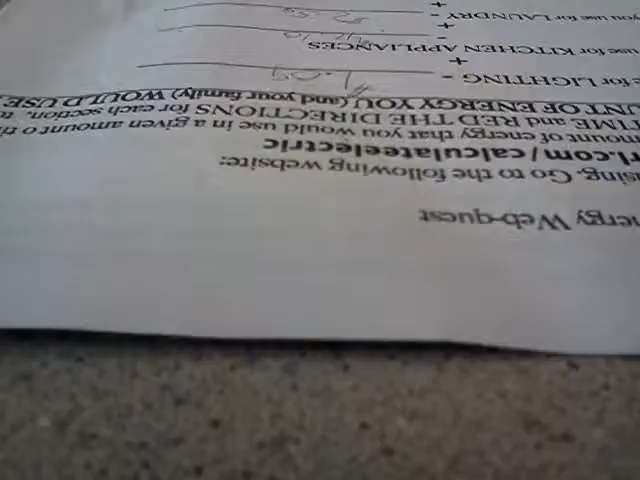 ergy Web-quest
sing. Go to the following website:
rl.com/calculateelectric
mount of energy that you would use in a given amount o
TIME and RED THE DIRECTIONS for each section, to
UNT OF ENERGY YOU (and your family) WOULD USE
for LIGHTING -
+
use for KITCHEN APPLIANCES
- 
+
you use for LAUNDRY -